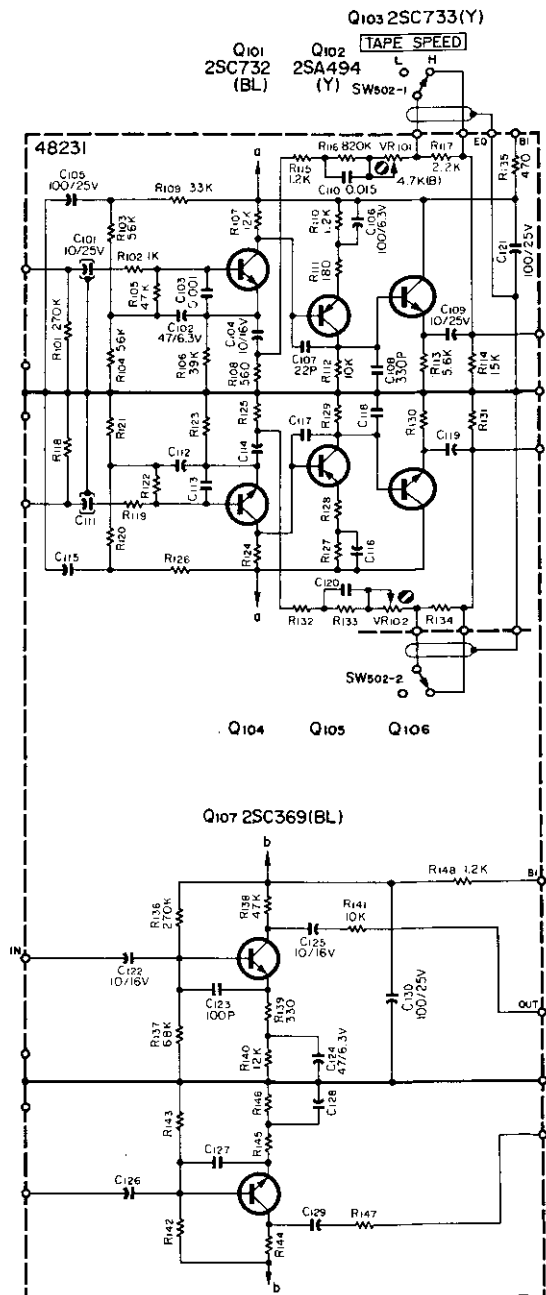 Q103 2SC733(Y)
TAPE SPEED
Q101
2SC732
(BL)
Q102
2SA494
(Y)
L H
SW502-1
48231
a
EQ
B1
C105
100/25V
R109 33K
R103
56K
R107
12K
R115
1.2K
R116 820K
VR101
4.7K(B)
C110 0.015
R117
2.2K
R135
470
C101
10/25V
R102 1K
R105
47K
C103
0.001
R110
1.2K
C106
100/6.3V
R111
180
C121
100/25V
R101 270K
C102
47/6.3V
R104 56K
R106
39K
C104
10/16V
R108
560
C107
22P
R112
10K
C108
330P
C109
10/25V
R113
5.6K
R114
15K
R118
R121
R123
R125
R129
R130
R131
C112
C114
C117
C118
C119
R122
C113
C111
R119
R120
R128
R124
R127
C116
C115
R126
a
C120
R132
R133
VR102
R134
SW502-2
Q104
Q105
Q106
Q107 2SC369(BL)
b
R148 1.2K
B1
R136
270K
R138
47K
R141
10K
C125
10/16V
IN
C122
10/16V
C123
100P
R139
330
C130
100/25V
OUT
R137
68K
R140
12K
C124
47/6.3V
R146
C128
R143
R145
C127
C126
C129
R147
R142
R144
b